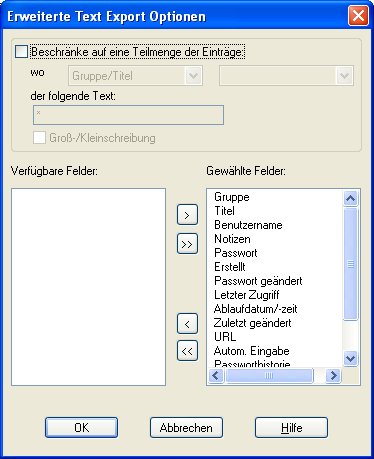 Erweiterte Text Export Optionen
Beschränke auf eine Teilmenge der Einträge:
wo Gruppe/Titel
der folgende Text:
*
Groß-/Kleinschreibung
Verfügbare Felder: Gewählte Felder:
Gruppe
Titel
Benutzername
Notizen
Passwort
Erstellt
Passwort geändert
Letzter Zugriff
Ablaufdatum/-zeit
Zuletzt geändert
URL
Autom. Eingabe
Passworthistorie
>
>>
<
<<
OK Abbrechen Hilfe